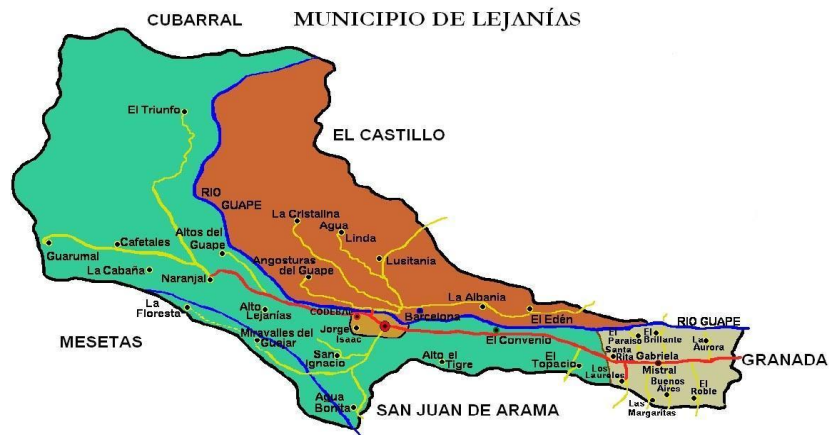 CUBARRAL
MUNICIPIO DE LEJANÍAS
El Triunfo
EL CASTILLO
RIO
GUAPE
La Cristalina
Agua
Linda
Altos del
Guape
Lusitania
Guarumal
Cafetales
La Cabaña
Naranjal
Angosturas
del Guape
La Floresta
Alto
Lejanías
CODEBAL
Jorge
Isaac
Barcelona
La Albania
El Edén
RIO GUAPE
MESETAS
Miravalles del
Guejar
San
Ignacio
El Convenio
Alto el
Tigre
El
Topacio
El
Paraiso
El
Brillante
La
Aurora
Santa
Rita
Gabriela
Mistral
GRANADA
Los
Laureles
Buenos
Aires
El
Roble
Las
Margaritas
Agua
Bonita
SAN JUAN DE ARAMA